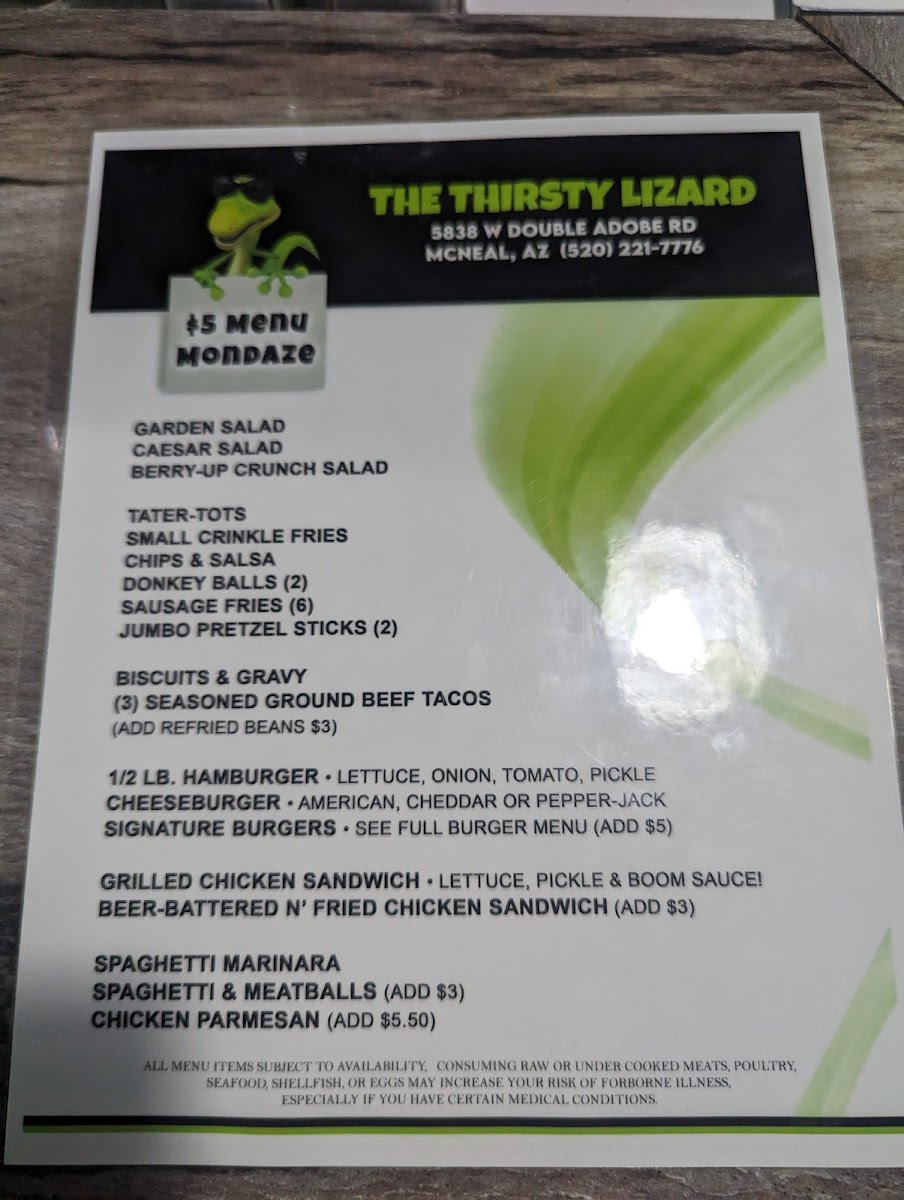 THE THIRSTY LIZARD
5838 W DOUBLE ADOBE RD
MCNEAL, AZ (520) 221-7776
$5 Menu
Mondaze
GARDEN SALAD
CAESAR SALAD
BERRY-UP CRUNCH SALAD
TATER-TOTS
SMALL CRINKLE FRIES
CHIPS & SALSA
DONKEY BALLS (2)
SAUSAGE FRIES (6)
JUMBO PRETZEL STICKS (2)
BISCUITS & GRAVY
(3) SEASONED GROUND BEEF TACOS
(ADD REFRIED BEANS $3)
1/2 LB. HAMBURGER • LETTUCE, ONION, TOMATO, PICKLE
CHEESEBURGER • AMERICAN, CHEDDAR OR PEPPER-JACK
SIGNATURE BURGERS • SEE FULL BURGER MENU (ADD $5)
GRILLED CHICKEN SANDWICH • LETTUCE, PICKLE & BOOM SAUCE!
BEER-BATTERED N' FRIED CHICKEN SANDWICH (ADD $3)
SPAGHETTI MARINARA
SPAGHETTI & MEATBALLS (ADD $3)
CHICKEN PARMESAN (ADD $5.50)
ALL MENU ITEMS SUBJECT TO AVAILABILITY, CONSUMING RAW OR UNDER COOKED MEATS, POULTRY,
SEAFOOD, SHELLFISH, OR EGGS MAY INCREASE YOUR RISK OF FORBORNE ILLNESS,
ESPECIALLY IF YOU HAVE CERTAIN MEDICAL CONDITIONS.